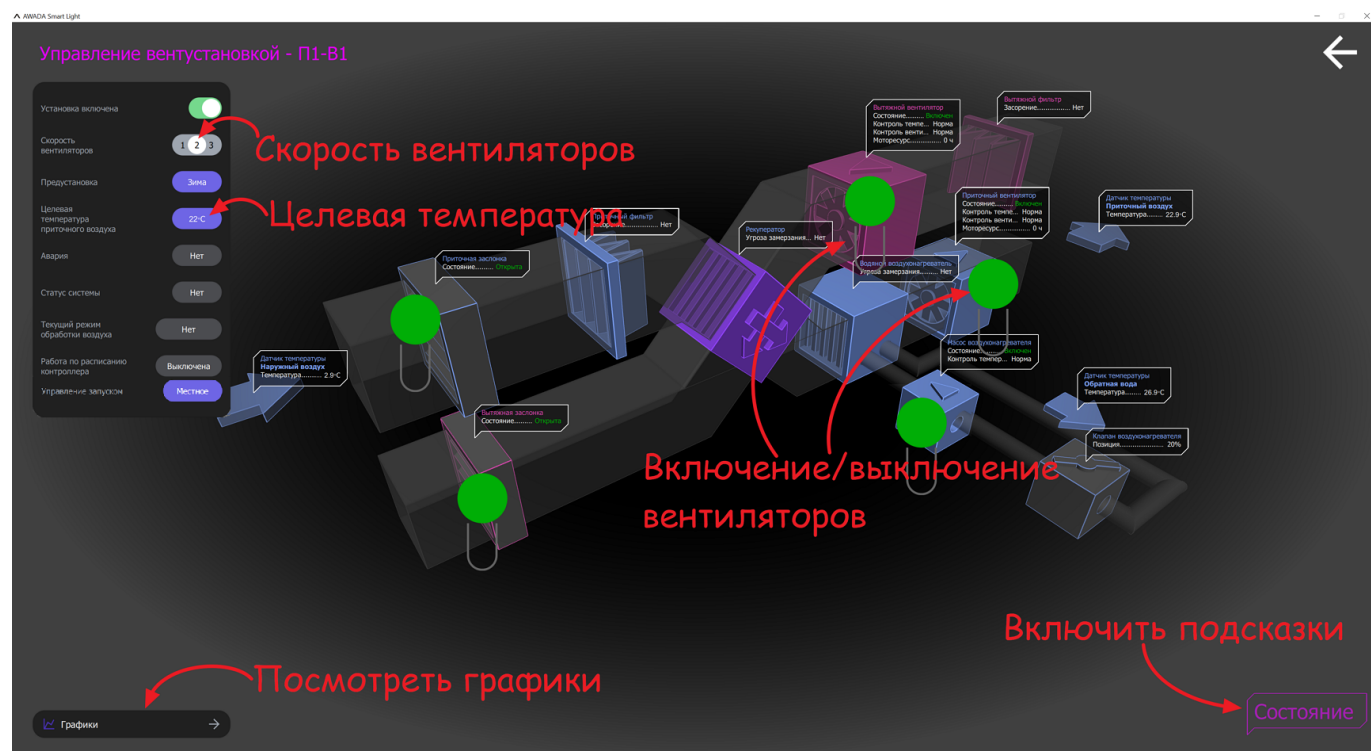 AWADA Smart Light
Управление вентустановкой - П1-В1
Установка включена
Скорость
вентиляторов
1 2 3
Предустановка
Зима
Целевая
температура
приточного воздуха
22°C
Авария
Нет
Статус системы
Нет
Текущий режим
обработки воздуха
Нет
Работа по расписанию
контроллера
Выключена
Управление запуском
Местное
Скорость вентиляторов
Целевая температура
Вытяжной вентилятор
Состояние......... Включен
Контроль темпе... Норма
Контроль венти... Норма
Моторесурс................ 0 ч
Вытяжной фильтр
Засорение................ Нет
Приточный вентилятор
Состояние......... Включен
Контроль темпе... Норма
Контроль венти... Норма
Моторесурс................ 0 ч
Датчик температуры
Приточный воздух
Температура........ 22.9°C
Приточный фильтр
Засорение................ Нет
Рекуператор
Угроза замерзания... Нет
Водяной воздухонагреватель
Угроза замерзания......... Нет
Приточная заслонка
Состояние......... Открыта
Насос воздухонагревателя
Состояние......... Включен
Контроль темпер... Норма
Датчик температуры
Наружный воздух
Температура.......... 2.9°C
Датчик температуры
Обратная вода
Температура........ 26.9°C
Вытяжная заслонка
Состояние......... Открыта
Клапан воздухонагревателя
Позиция...................... 20%
Включение/выключение
вентиляторов
Включить подсказки
Посмотреть графики
Графики
Состояние